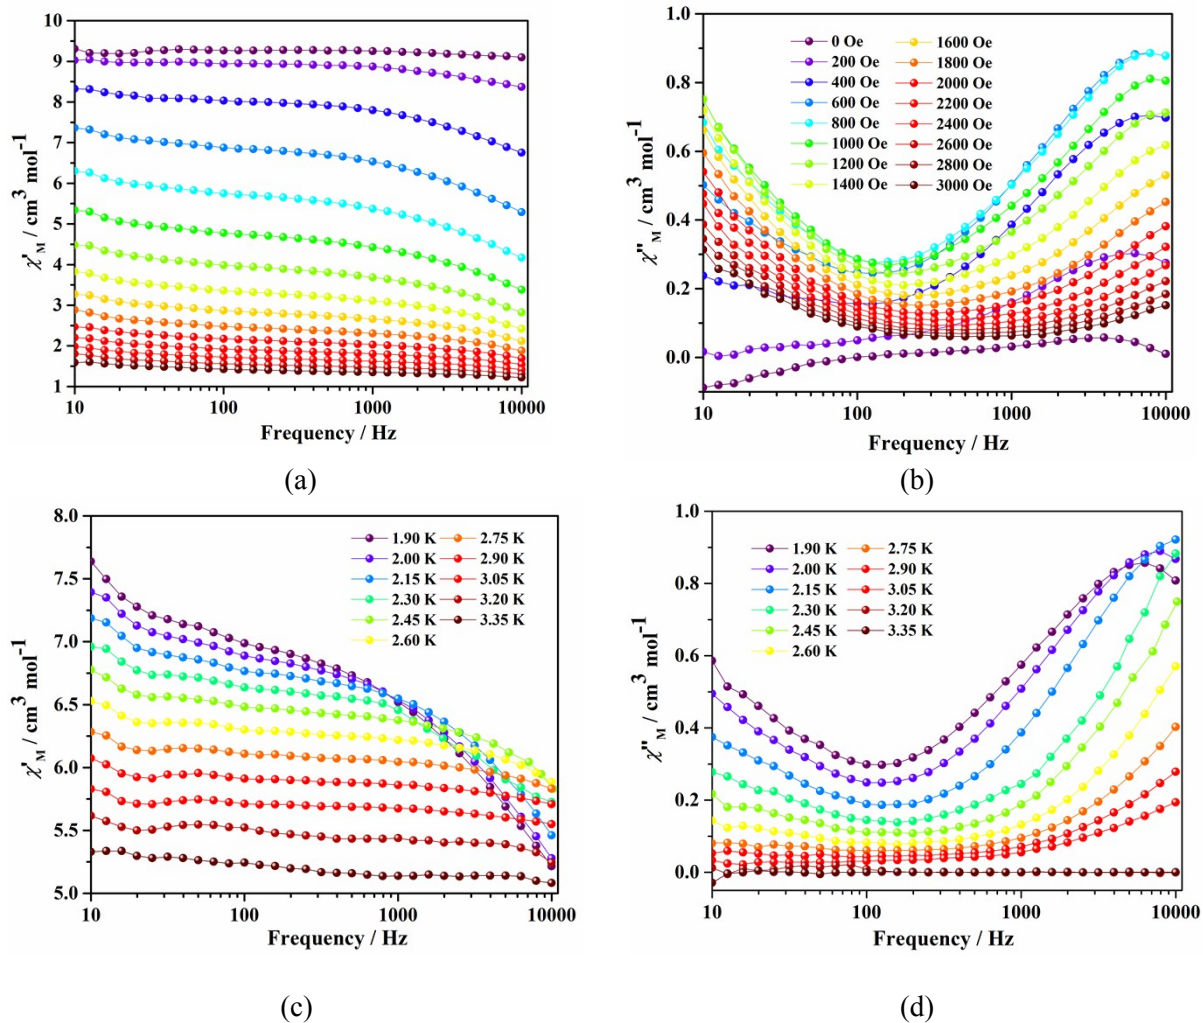 10
9
8
7
6
5
4
3
2
1
χ'M / cm³ mol⁻¹
10 100 1000 10000
Frequency / Hz
(a)
1.0
0.8
0.6
0.4
0.2
0.0
χ''M / cm³ mol⁻¹
0 Oe 1600 Oe
200 Oe 1800 Oe
400 Oe 2000 Oe
600 Oe 2200 Oe
800 Oe 2400 Oe
1000 Oe 2600 Oe
1200 Oe 2800 Oe
1400 Oe 3000 Oe
10 100 1000 10000
Frequency / Hz
(b)
8.0
7.5
7.0
6.5
6.0
5.5
5.0
χ'M / cm³ mol⁻¹
1.90 K 2.75 K
2.00 K 2.90 K
2.15 K 3.05 K
2.30 K 3.20 K
2.45 K 3.35 K
2.60 K
10 100 1000 10000
Frequency / Hz
(c)
1.0
0.8
0.6
0.4
0.2
0.0
χ''M / cm³ mol⁻¹
1.90 K 2.75 K
2.00 K 2.90 K
2.15 K 3.05 K
2.30 K 3.20 K
2.45 K 3.35 K
2.60 K
10 100 1000 10000
Frequency / Hz
(d)